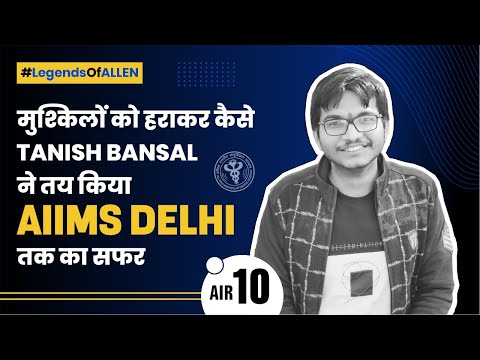 #LegendsOfALLEN
मुश्किलों को हराकर कैसे
TANISH BANSAL
ने तय किया
AIIMS DELHI
तक का सफर
AIR 10